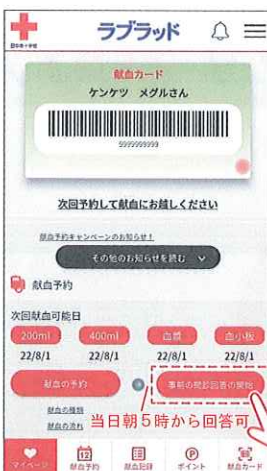 日本赤十字社
ラブラッド
献血カード
ケンケツ　メグルさん
9999999999
次回予約して献血にお越しください
献血予約キャンペーンのお知らせ！
その他のお知らせを読む
献血予約
次回献血可能日
200ml 400ml 血漿 血小板
22/8/1 22/8/1 22/8/1 22/8/1
献血の予約 事前の問診回答の開始
献血の種類
献血の流れ
当日朝５時から回答可
マイページ 献血予約 献血記録 ポイント 献血カード